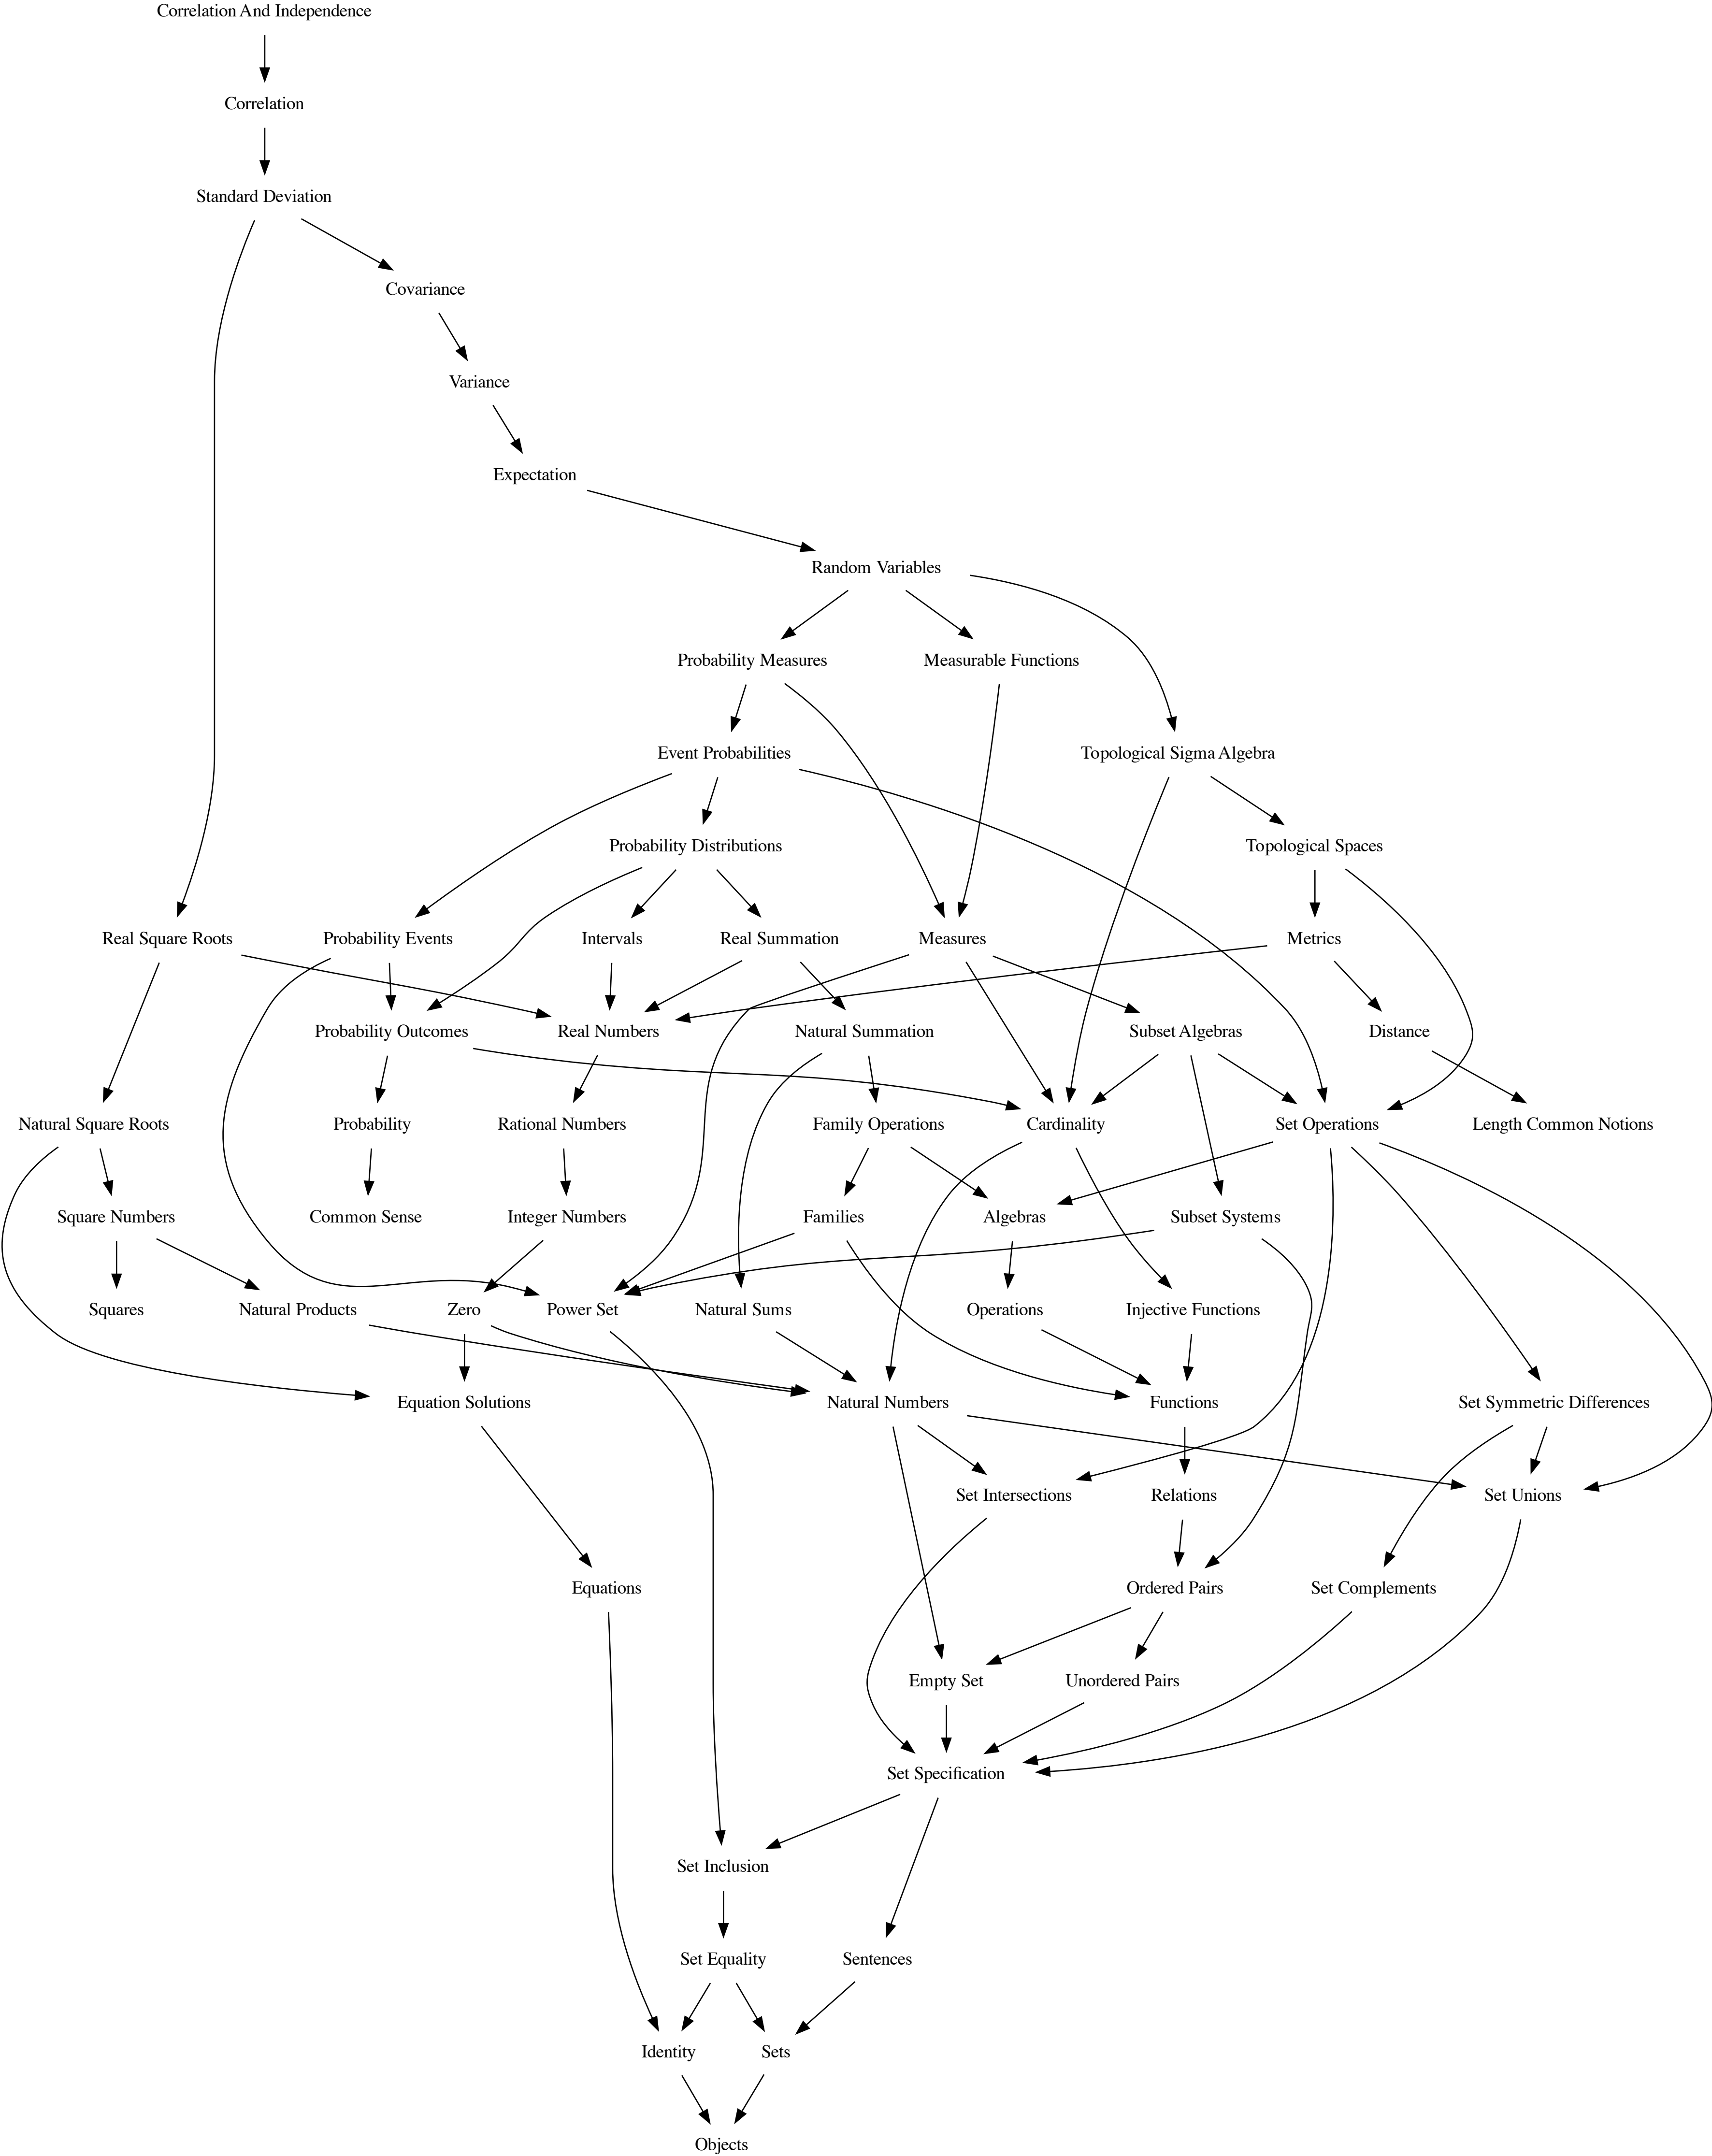 Correlation And Independence
Correlation
Standard Deviation
Covariance
Variance
Expectation
Random Variables
Probability Measures
Measurable Functions
Event Probabilities
Topological Sigma Algebra
Probability Distributions
Topological Spaces
Real Square Roots
Probability Events
Intervals
Real Summation
Measures
Metrics
Probability Outcomes
Real Numbers
Natural Summation
Subset Algebras
Distance
Natural Square Roots
Probability
Rational Numbers
Family Operations
Cardinality
Set Operations
Length Common Notions
Square Numbers
Common Sense
Integer Numbers
Families
Algebras
Subset Systems
Squares
Natural Products
Zero
Power Set
Natural Sums
Operations
Injective Functions
Equation Solutions
Natural Numbers
Functions
Set Symmetric Differences
Set Intersections
Relations
Set Unions
Equations
Ordered Pairs
Set Complements
Empty Set
Unordered Pairs
Set Specification
Set Inclusion
Set Equality
Sentences
Identity
Sets
Objects